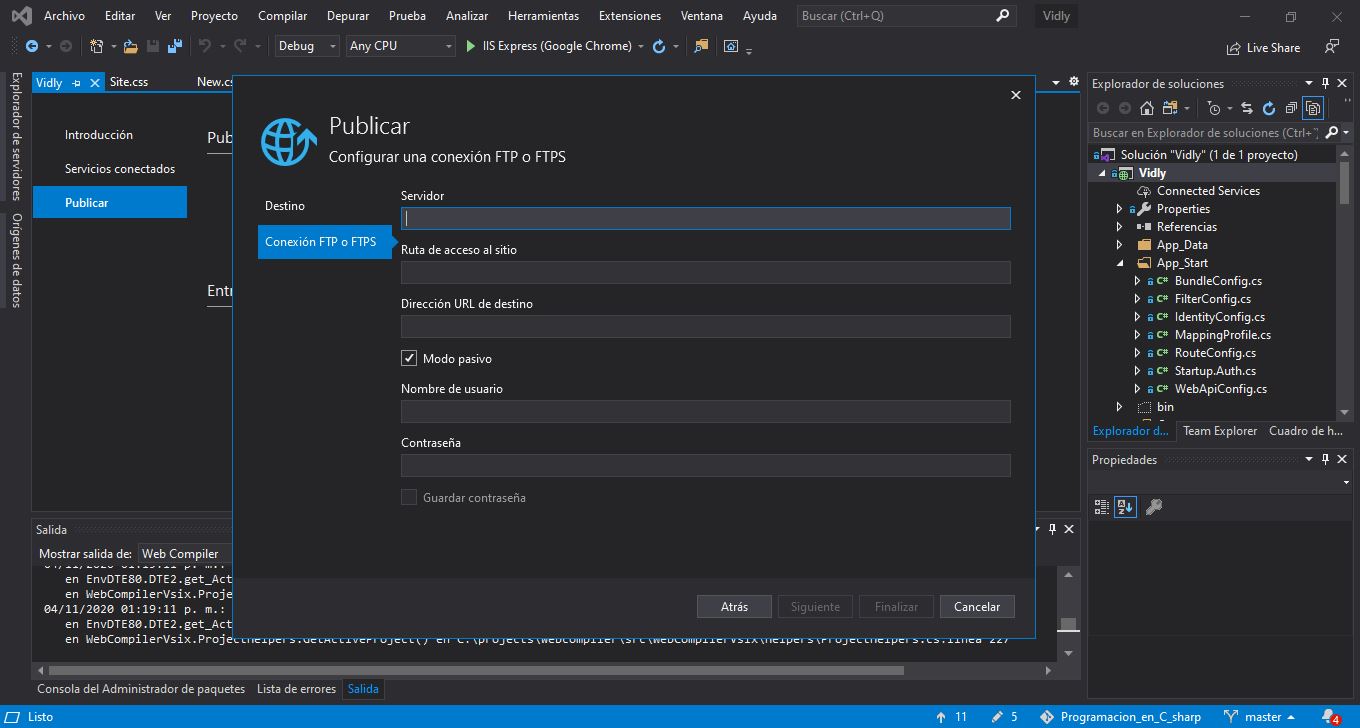 Archivo Editar Ver Proyecto Compilar Depurar Prueba Analizar Herramientas Extensiones Ventana Ayuda Buscar (Ctrl+Q) Vidly
Debug Any CPU IIS Express (Google Chrome) Live Share
Explorador de servidores
Orígenes de datos
Vidly Site.css New.cs
Introducción
Servicios conectados
Publicar
Pub
Entr
Publicar
Configurar una conexión FTP o FTPS
Destino
Conexión FTP o FTPS
Servidor
Ruta de acceso al sitio
Dirección URL de destino
Modo pasivo
Nombre de usuario
Contraseña
Guardar contraseña
Atrás Siguiente Finalizar Cancelar
Explorador de soluciones
Buscar en Explorador de soluciones (Ctrl+
Solución "Vidly" (1 de 1 proyecto)
Vidly
Connected Services
Properties
Referencias
App_Data
App_Start
BundleConfig.cs
FilterConfig.cs
IdentityConfig.cs
MappingProfile.cs
RouteConfig.cs
Startup.Auth.cs
WebApiConfig.cs
bin
Explorador d... Team Explorer Cuadro de h...
Propiedades
Salida
Mostrar salida de: Web Compiler
04/11/2020 01:19:11 p. m.:
en EnvDTE80.DTE2.get_Act
en WebCompilerVsix.Proje
04/11/2020 01:19:11 p. m.:
en EnvDTE80.DTE2.get_Act
en WebCompilerVsix.ProjectHelpers.GetActiveProject() en C:\projects\webcompiler\src\WebCompilerVsix\Helpers\ProjectHelpers.cs:línea 227
Consola del Administrador de paquetes Lista de errores Salida
Listo 11 5 Programacion_en_C_sharp master 4